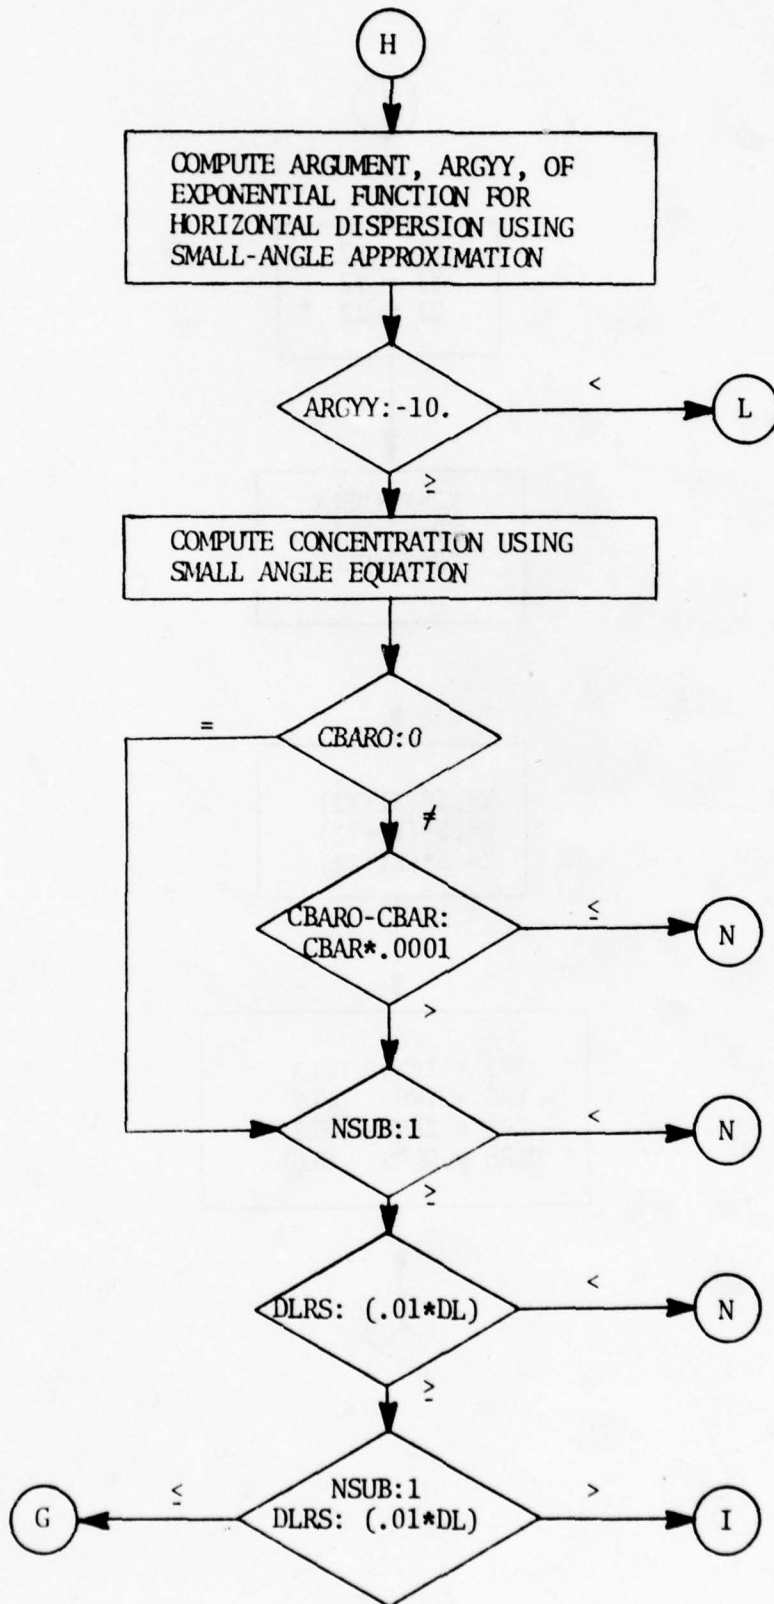 H
COMPUTE ARGUMENT, ARGYY, OF
EXPONENTIAL FUNCTION FOR
HORIZONTAL DISPERSION USING
SMALL-ANGLE APPROXIMATION
ARGYY:-10.
<
L
≥
COMPUTE CONCENTRATION USING
SMALL ANGLE EQUATION
=
CBARO:0
≠
CBARO-CBAR:
CBAR*.0001
≤
N
>
NSUB:1
<
N
≥
DLRS: (.01*DL)
<
N
≥
NSUB:1
DLRS: (.01*DL)
≤
G
>
I